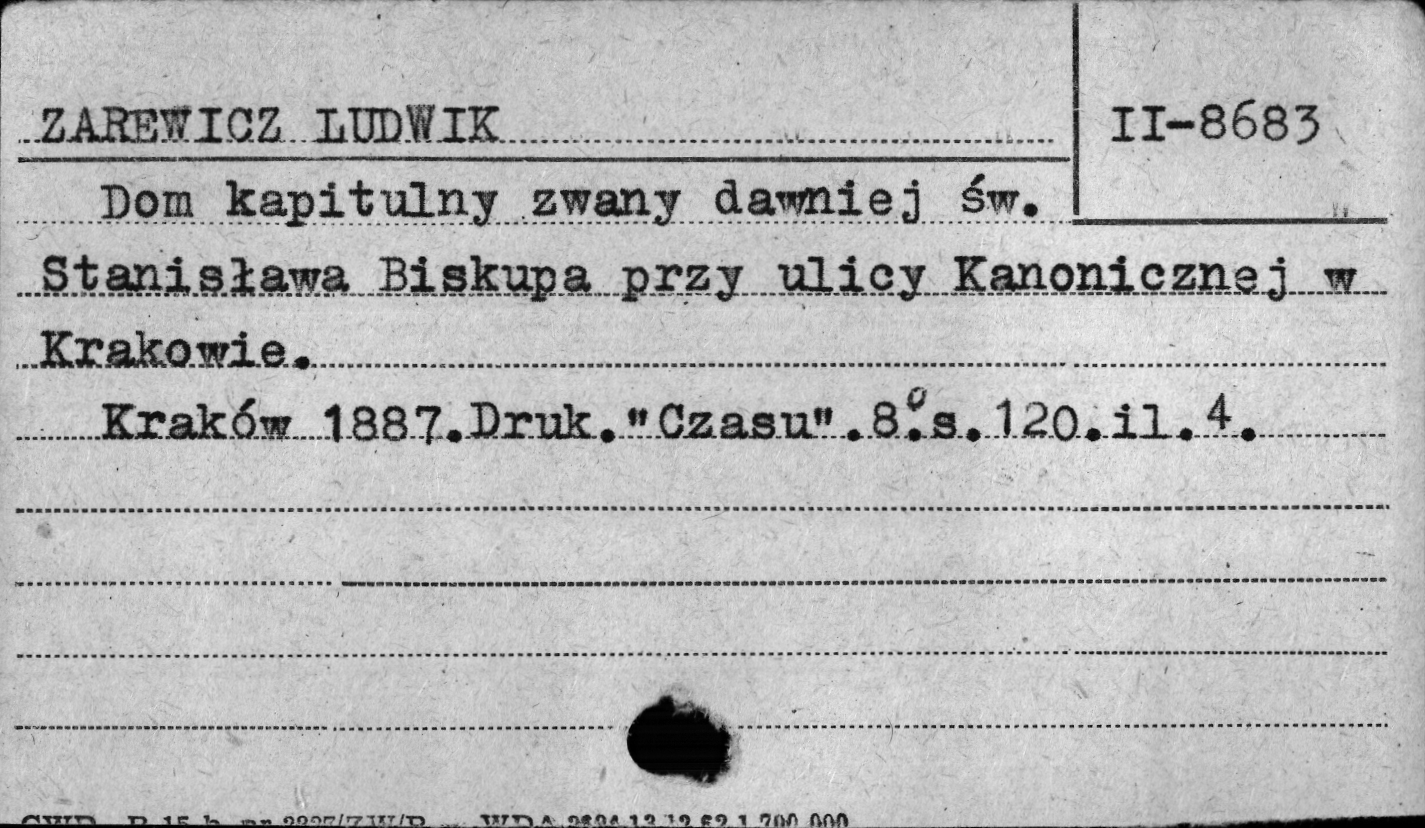 ZAREWICZ LUDWIK
II-8683
Dom kapitulny zwany dawniej św.
Stanisława Biskupa przy ulicy Kanonicznej w
Krakowie.
Kraków 1887.Druk."Czasu".8⁰.s.120.il.4.